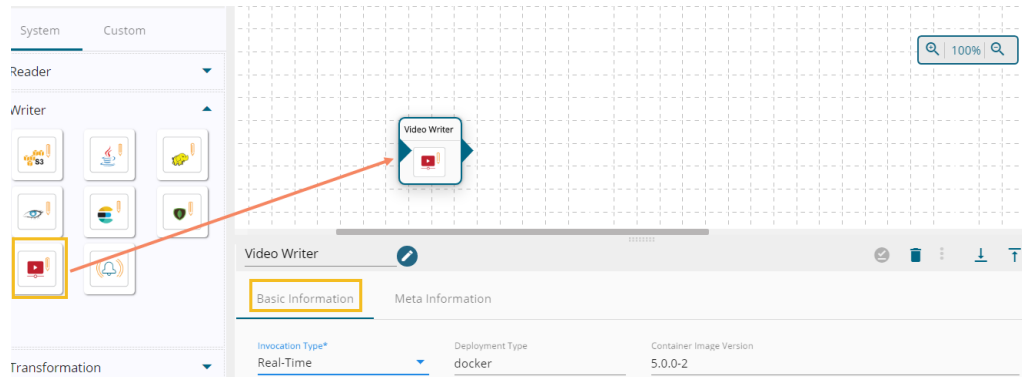 System Custom
Reader
Writer
S3
100%
Video Writer
Video Writer
Basic Information Meta Information
Invocation Type*
Real-Time
Deployment Type
docker
Container Image Version
5.0.0-2
Transformation